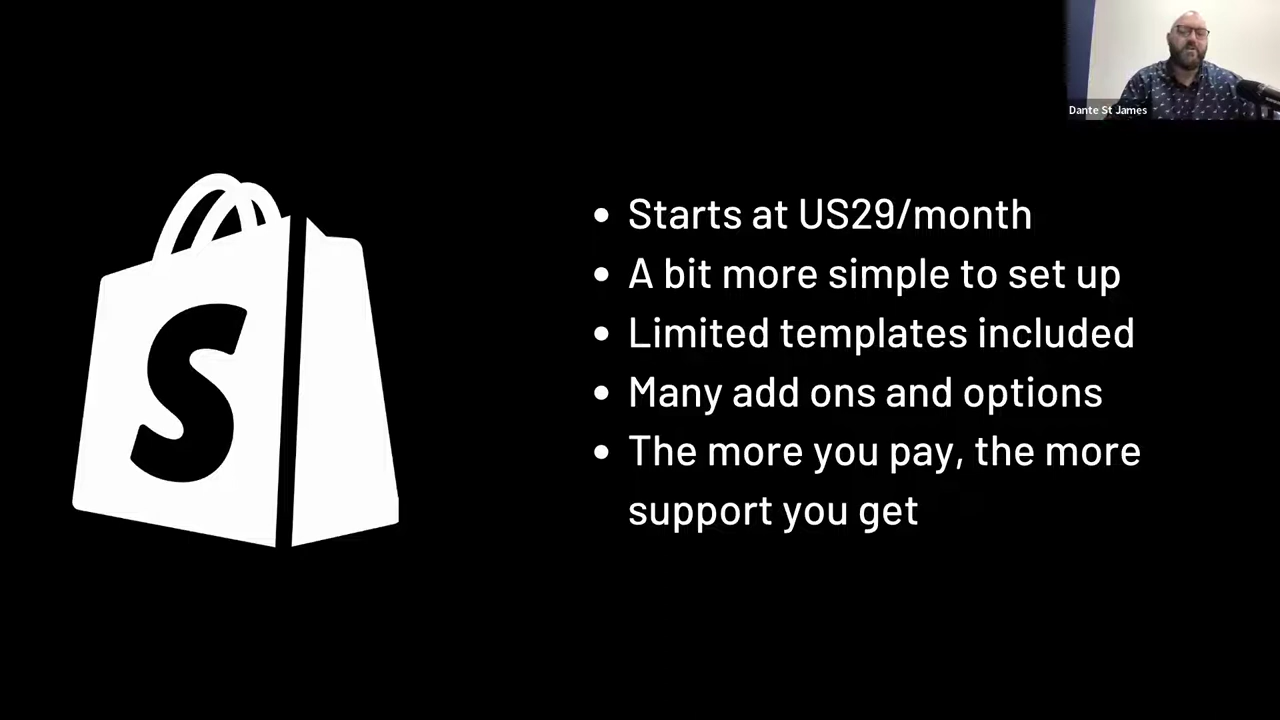 Dante St James
S
Starts at US29/month
A bit more simple to set up
Limited templates included
Many add ons and options
The more you pay, the more
support you get